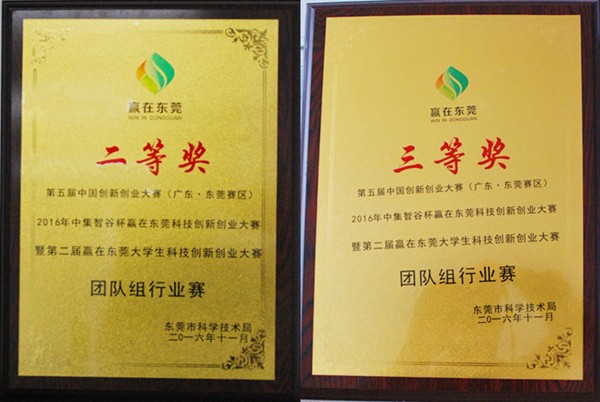 赢在东莞
WIN IN DONGGUAN
二等奖
第五届中国创新创业大赛（广东·东莞赛区）
2016年中集智谷杯赢在东莞科技创新创业大赛
暨第二届赢在东莞大学生科技创新创业大赛
团队组行业赛
东莞市科学技术局
二〇一六年十一月
赢在东莞
WIN IN DONGGUAN
三等奖
第五届中国创新创业大赛（广东·东莞赛区）
2016年中集智谷杯赢在东莞科技创新创业大赛
暨第二届赢在东莞大学生科技创新创业大赛
团队组行业赛
东莞市科学技术局
二〇一六年十一月